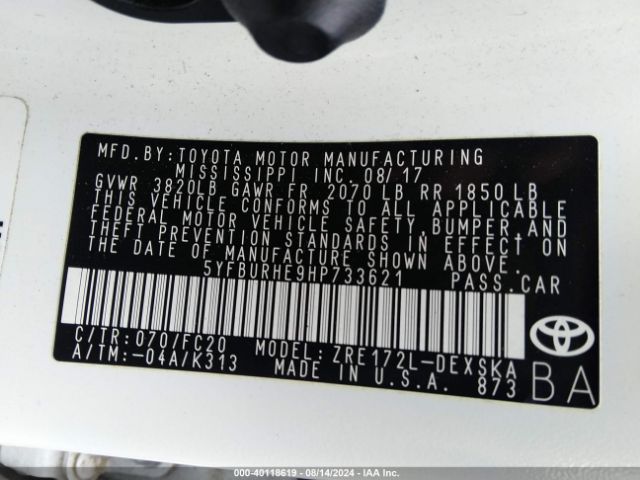 MFD.BY:TOYOTA MOTOR MANUFACTURING
MISSISSIPPI INC. 08/17
GVWR 3820LB GAWR FR 2070 LB RR 1850 LB
THIS VEHICLE CONFORMS TO ALL APPLICABLE
FEDERAL MOTOR VEHICLE SAFETY, BUMPER, AND
THEFT PREVENTION STANDARDS IN EFFECT ON
THE DATE OF MANUFACTURE SHOWN ABOVE.
5YFBURHE9HP733621 PASS.CAR
C/TR:070/FC20 MODEL:ZRE172L-DEXSKA
A/TM:-04A/K313 MADE IN U.S.A. 873
BA
000-40118619 - 08/14/2024 - IAA Inc.